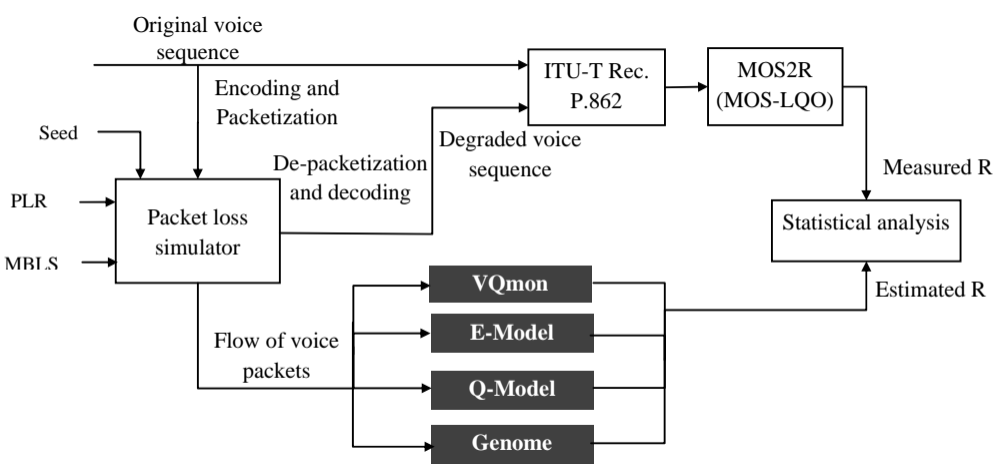 Original voice
sequence
ITU-T Rec.
P.862
MOS2R
(MOS-LQO)
Encoding and
Packetization
Seed
De-packetization
and decoding
Degraded voice
sequence
Measured R
PLR
Packet loss
simulator
Statistical analysis
MBLS
VQmon
Estimated R
E-Model
Flow of voice
packets
Q-Model
Genome